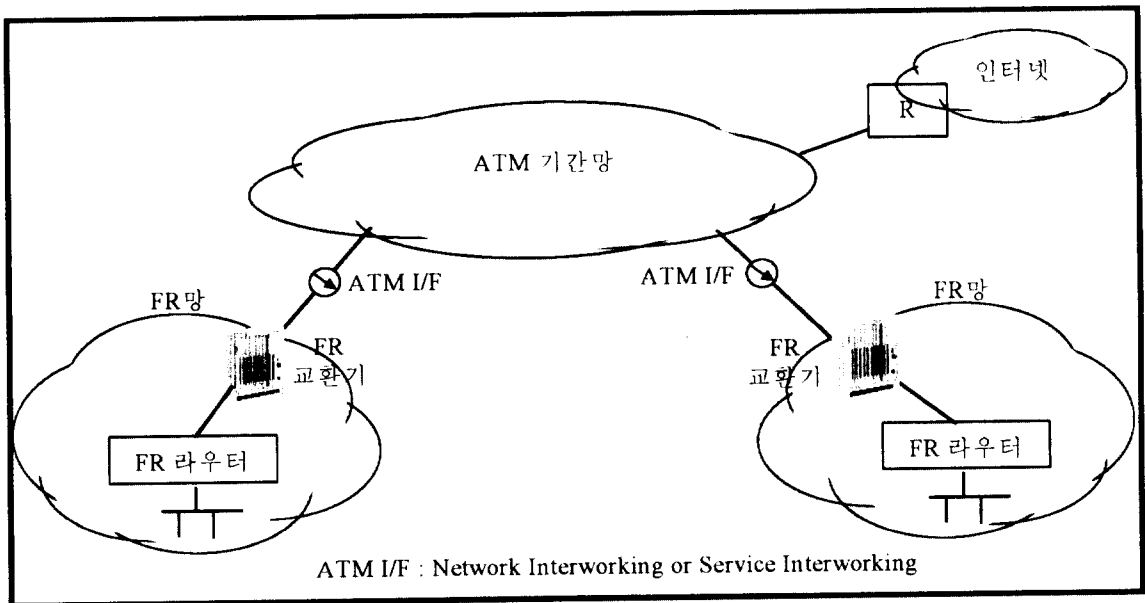 인터넷
R
ATM 기간망
ATM I/F
ATM I/F
FR망
FR망
FR
교환기
FR
교환기
FR 라우터
FR 라우터
ATM I/F : Network Interworking or Service Interworking